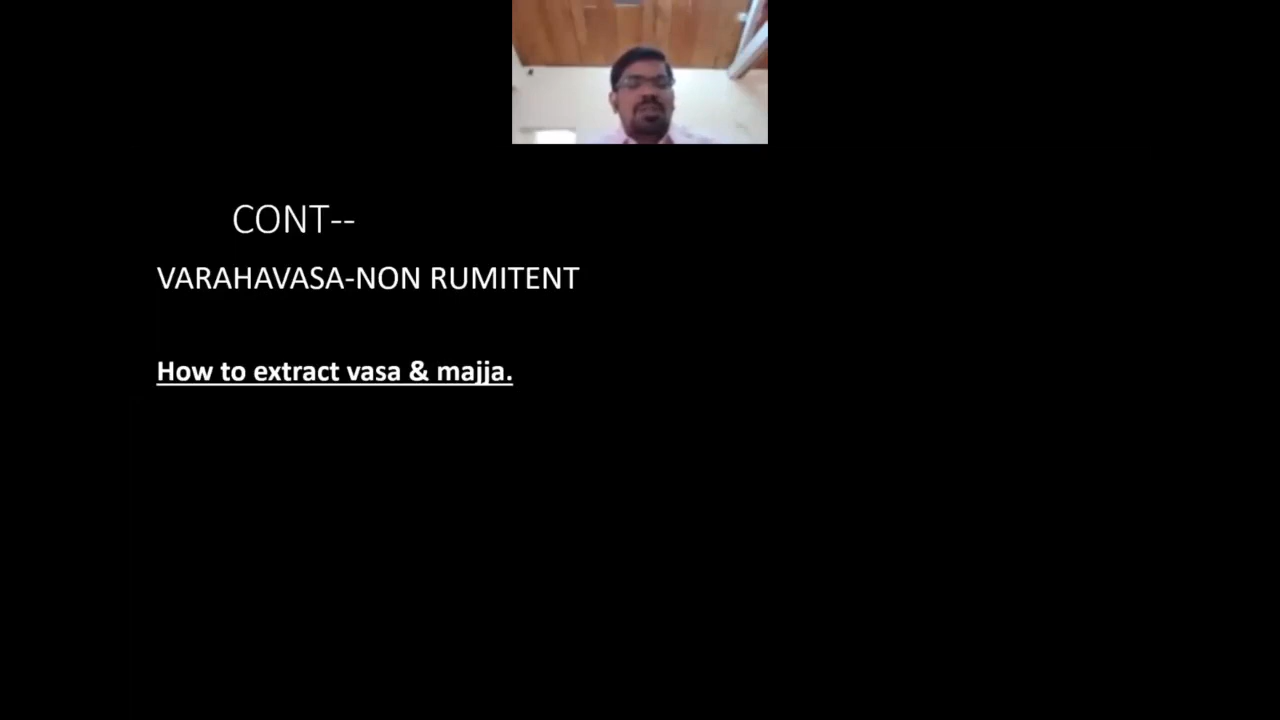 CONT--
VARAHAVASA-NON RUMITENT
How to extract vasa & majja.